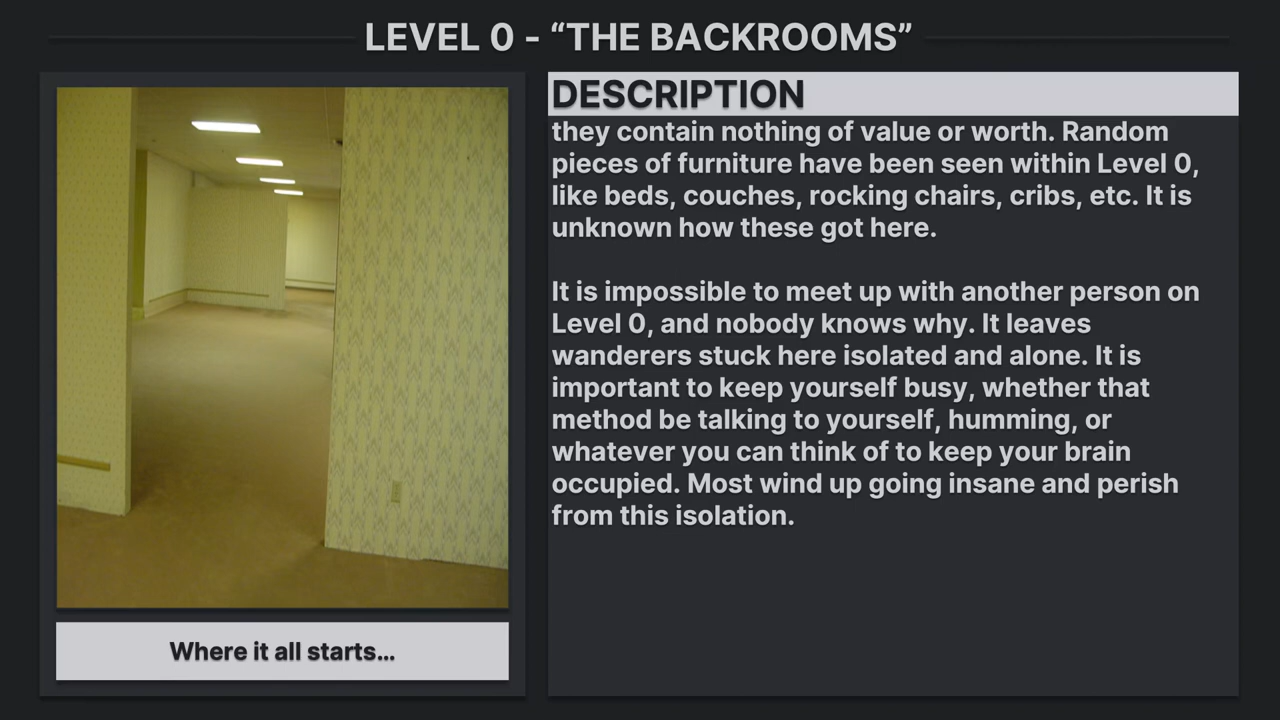 LEVEL 0 - “THE BACKROOMS”
DESCRIPTION
they contain nothing of value or worth. Random
pieces of furniture have been seen within Level 0,
like beds, couches, rocking chairs, cribs, etc. It is
unknown how these got here.
It is impossible to meet up with another person on
Level 0, and nobody knows why. It leaves
wanderers stuck here isolated and alone. It is
important to keep yourself busy, whether that
method be talking to yourself, humming, or
whatever you can think of to keep your brain
occupied. Most wind up going insane and perish
from this isolation.
Where it all starts...